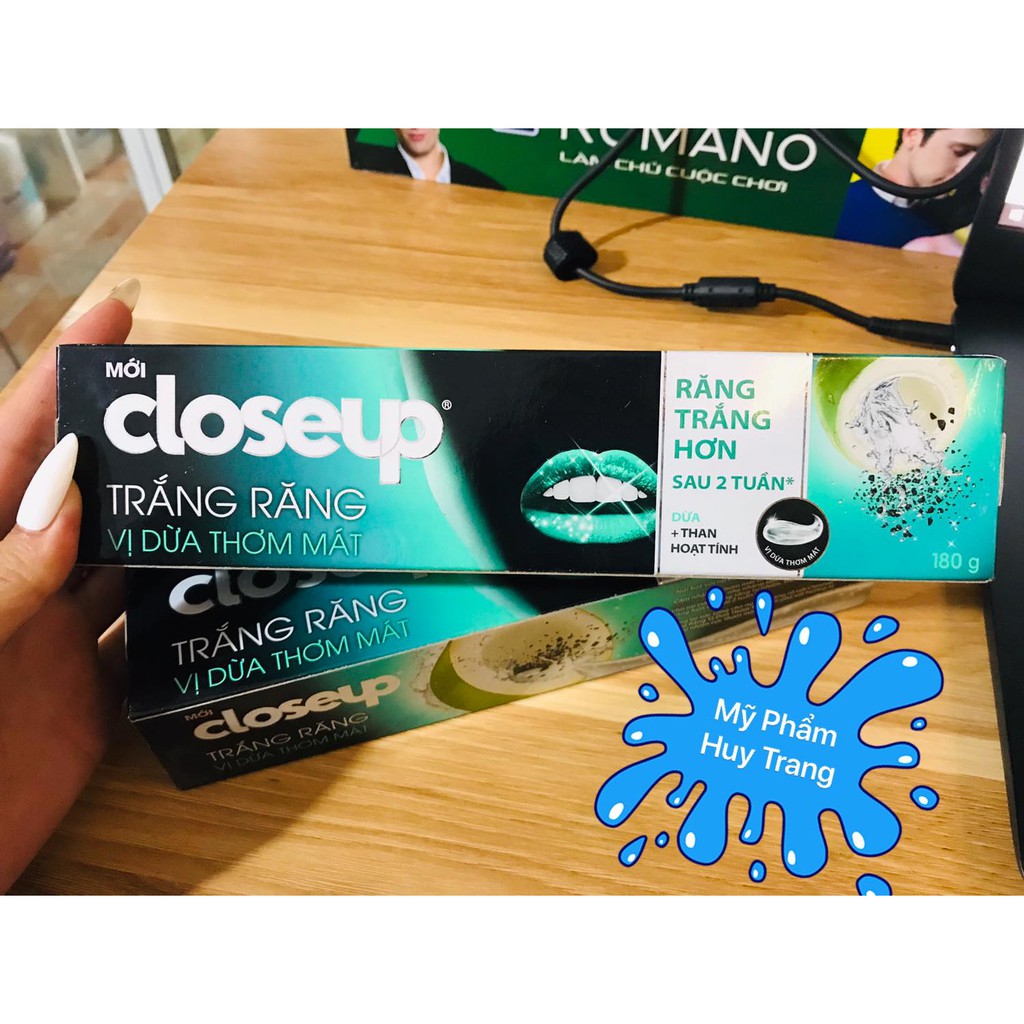 ROMANO
LÀM CHỦ CUỘC CHƠI
MỚI
closeup®
TRẮNG RĂNG
VỊ DỪA THƠM MÁT
RĂNG
TRẮNG
HƠN
SAU 2 TUẦN*
DỪA
+ THAN
HOẠT TÍNH
VỊ DỪA THƠM MÁT
180 g
closeup
TRẮNG RĂNG
VỊ DỪA THƠM MÁT
MỚI
closeup
TRẮNG RĂNG
VỊ DỪA THƠM MÁT
Mỹ Phẩm
Huy Trang